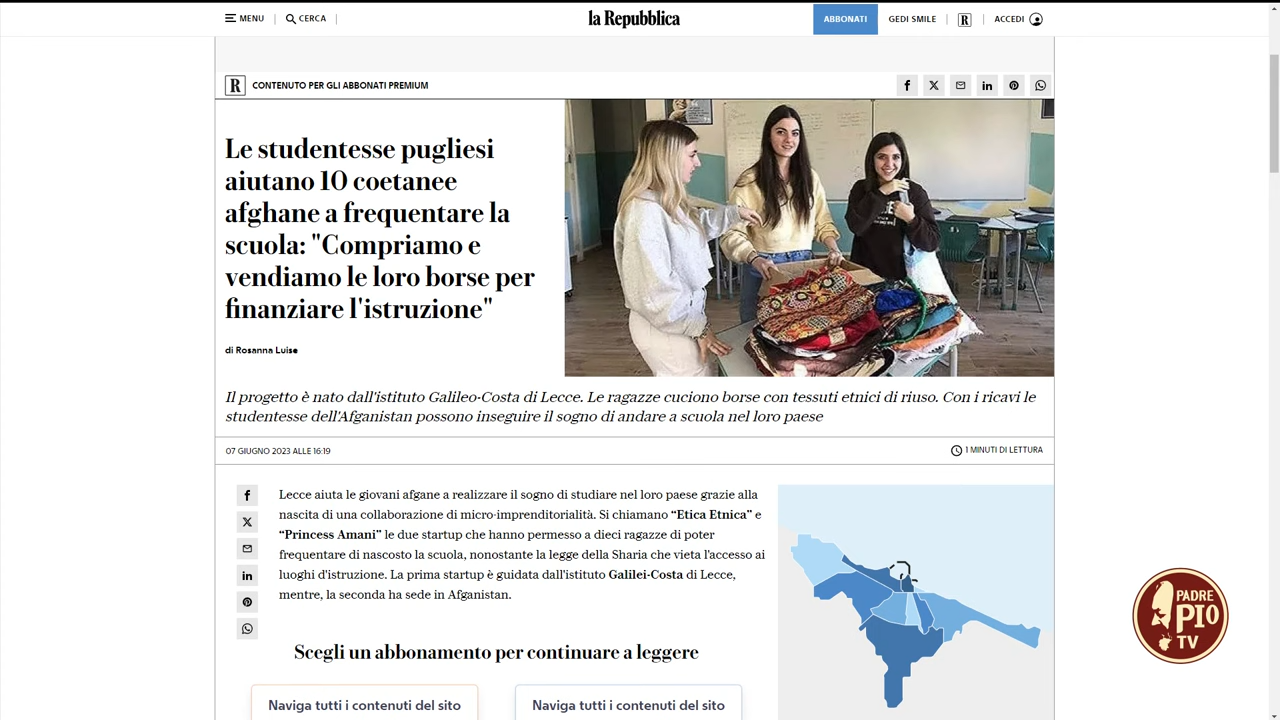 MENU
CERCA
la Repubblica
ABBONATI
GEDI SMILE
R
ACCEDI
R
CONTENUTO PER GLI ABBONATI PREMIUM
Le studentesse pugliesi
aiutano 10 coetanee
afghane a frequentare la
scuola: "Compriamo e
vendiamo le loro borse per
finanziare l'istruzione"
di Rosanna Luise
Il progetto è nato dall'istituto Galileo-Costa di Lecce. Le ragazze cuciono borse con tessuti etnici di riuso. Con i ricavi le
studentesse dell'Afganistan possono inseguire il sogno di andare a scuola nel loro paese
07 GIUGNO 2023 ALLE 16:19
1 MINUTI DI LETTURA
Lecce aiuta le giovani afgane a realizzare il sogno di studiare nel loro paese grazie alla
nascita di una collaborazione di micro-imprenditorialità. Si chiamano “Etica Etnica” e
“Princess Amani” le due startup che hanno permesso a dieci ragazze di poter
frequentare di nascosto la scuola, nonostante la legge della Sharia che vieta l'accesso ai
luoghi d'istruzione. La prima startup è guidata dall'istituto Galilei-Costa di Lecce,
mentre, la seconda ha sede in Afganistan.
Scegli un abbonamento per continuare a leggere
Naviga tutti i contenuti del sito
Naviga tutti i contenuti del sito
PADRE
PIO
TV